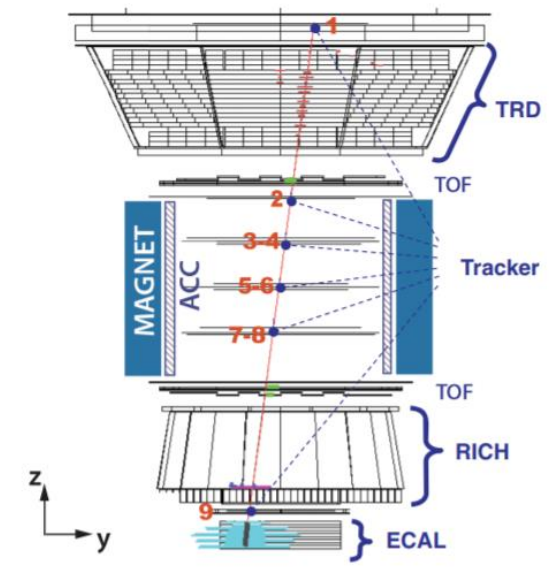 1
TRD
TOF
2
MAGNET
ACC
3-4
5-6
7-8
Tracker
TOF
RICH
z
y
9
ECAL